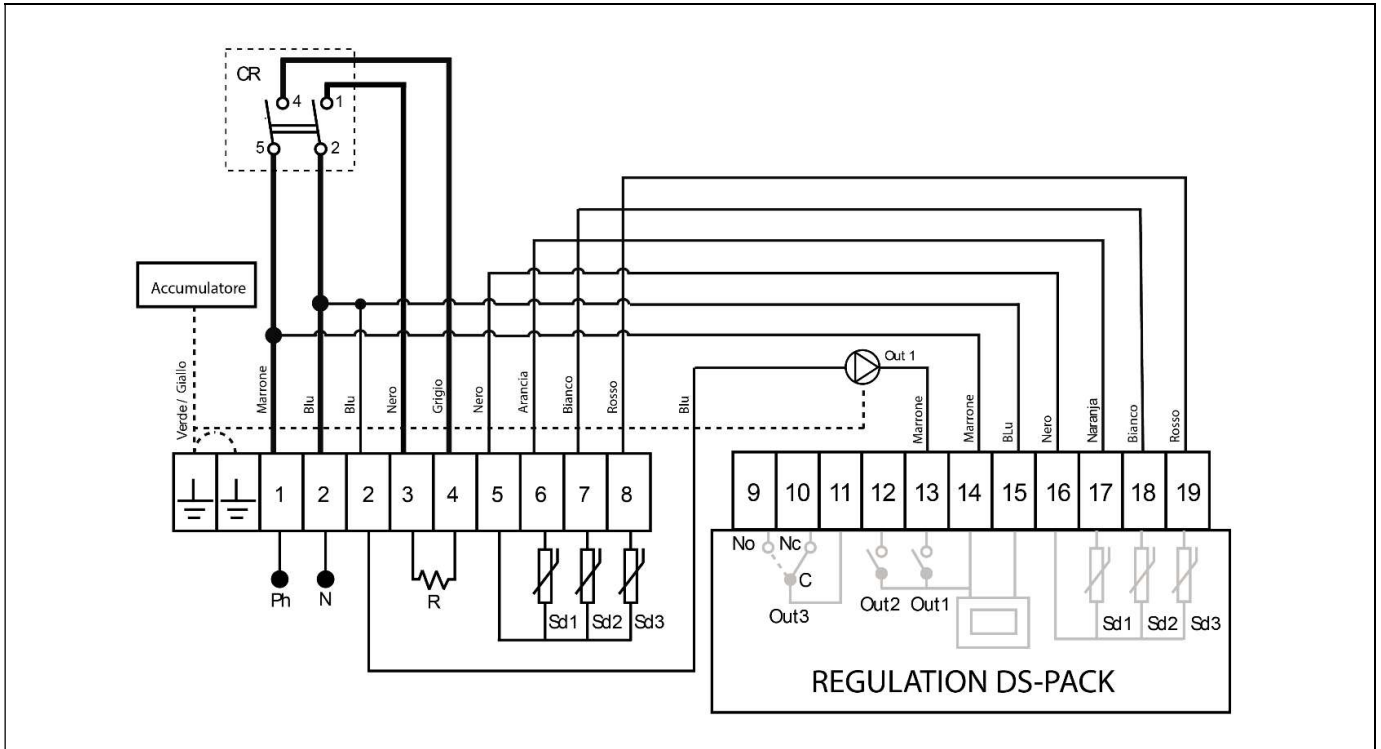 CR
4
1
5
2
Accumulatore
Out 1
Verde / Giallo
Marrone
Blu
Blu
Nero
Grigio
Nero
Arancia
Bianco
Rosso
Blu
Marrone
Marrone
BLu
Nero
Naranja
Bianco
Rosso
1 2 2 3 4 5 6 7 8
9 10 11 12 13 14 15 16 17 18 19
Ph N R Sd1 Sd2 Sd3
No Nc
C
Out3 Out2 Out1
Sd1 Sd2 Sd3
REGULATION DS-PACK